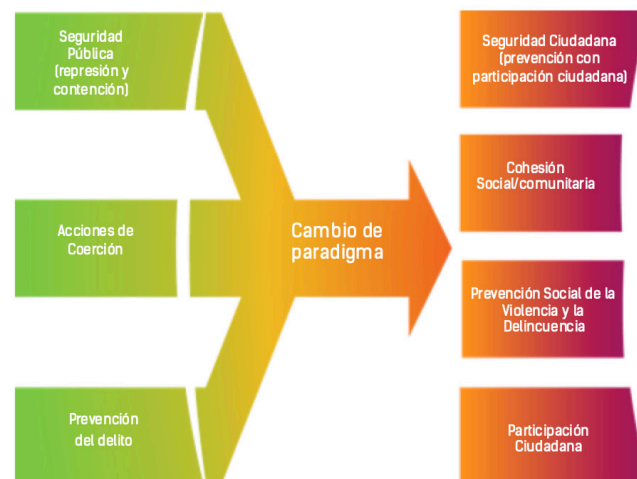 Seguridad
Pública
(represión y
contención)
Acciones de
Coerción
Prevención
del delito
Cambio de
paradigma
Seguridad Ciudadana
(prevención con
participación ciudadana)
Cohesión
Social/comunitaria
Prevención Social de la
Violencia y la
Delincuencia
Participación
Ciudadana